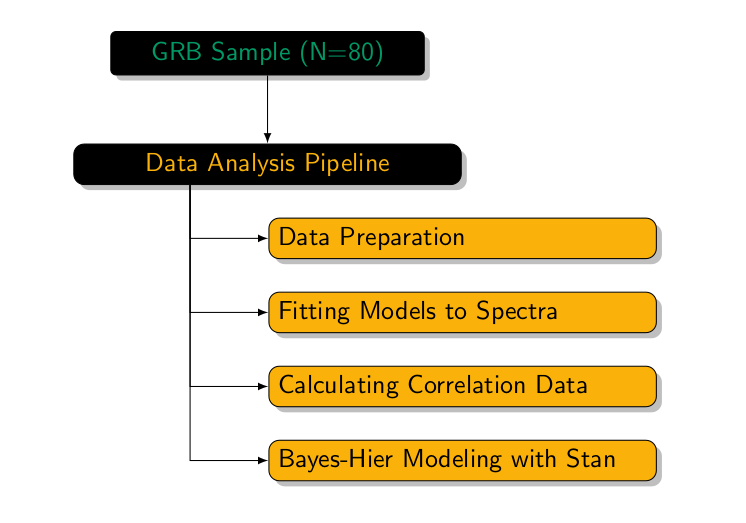 GRB Sample (N=80)
Data Analysis Pipeline
Data Preparation
Fitting Models to Spectra
Calculating Correlation Data
Bayes-Hier Modeling with Stan